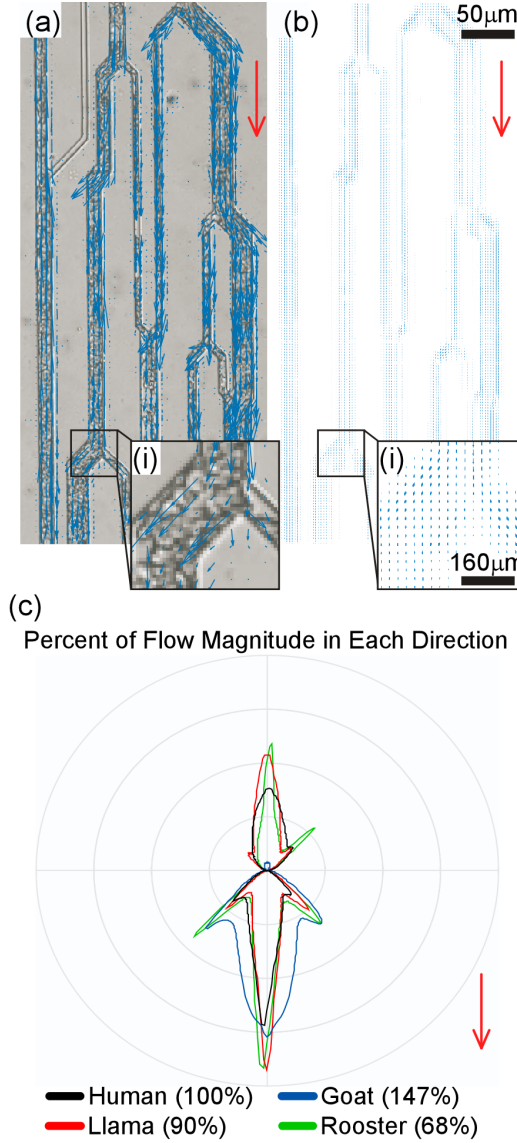 (a)
(b)
50μm
(i)
(i)
160μm
(c)
Percent of Flow Magnitude in Each Direction
Human (100%)
Goat (147%)
Llama (90%)
Rooster (68%)